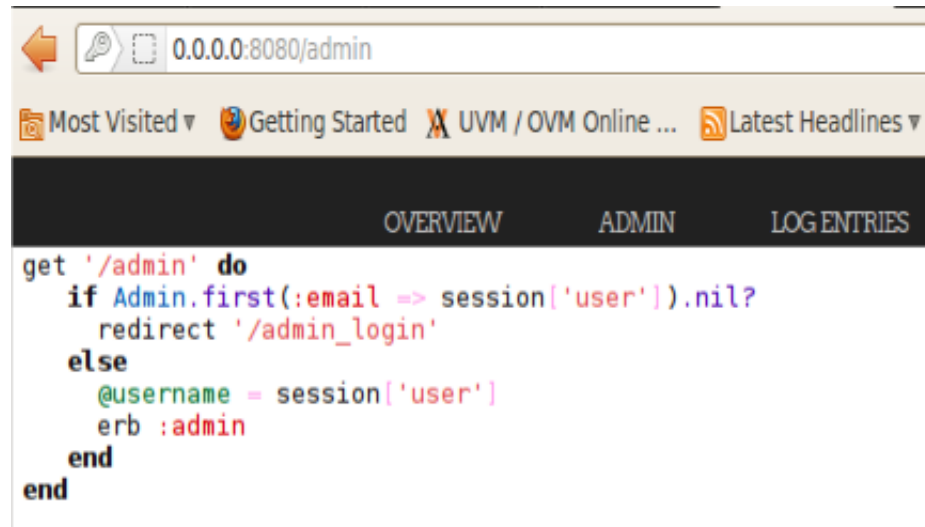 0.0.0.0:8080/admin
Most Visited Getting Started UVM / OVM Online ... Latest Headlines
OVERVIEW ADMIN LOG ENTRIES
get '/admin' do
if Admin.first(:email => session['user']).nil?
redirect '/admin_login'
else
@username = session['user']
erb :admin
end
end